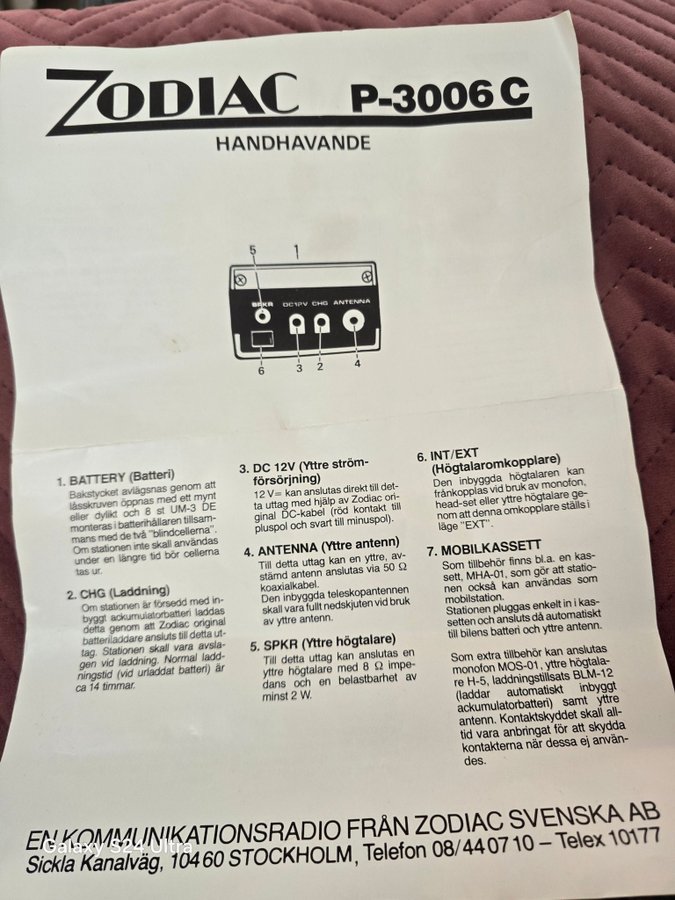 ZODIAC P-3006 C
HANDHAVANDE
5 1
SPKR DC12V CHG ANTENNA
6 3 2 4
1. BATTERY (Batteri)
Bakstycket avlägsnas genom att
låsskruven öppnas med ett mynt
eller dylikt och 8 st UM-3 DE
monteras i batterihållaren tillsam-
mans med de två "blindcellerna".
Om stationen inte skall användas
under en längre tid bör cellerna
tas ur.
2. CHG (Laddning)
Om stationen är försedd med in-
byggt ackumulatorbatteri laddas
detta genom att Zodiac original
batteriladdare ansluts till detta ut-
tag. Stationen skall vara avsla-
gen vid laddning. Normal ladd-
ningstid (vid urladdat batteri) är
ca 14 timmar.
3. DC 12V (Yttre ström-
försörjning)
12 V= kan anslutas direkt till det-
ta uttag med hjälp av Zodiac ori-
ginal DC-kabel (röd kontakt till
pluspol och svart till minuspol).
4. ANTENNA (Yttre antenn)
Till detta uttag kan en yttre, av-
stämd antenn anslutas via 50 Ω
koaxialkabel.
Den inbyggda teleskopantennen
skall vara fullt nedskjuten vid bruk
av yttre antenn.
5. SPKR (Yttre högtalare)
Till detta uttag kan anslutas en
yttre högtalare med 8 Ω impe-
dans och en belastbarhet av
minst 2 W.
6. INT/EXT
(Högtalaromkopplare)
Den inbyggda högtalaren kan
frånkopplas vid bruk av monofon,
head-set eller yttre högtalare ge-
nom att denna omkopplare ställs i
läge "EXT".
7. MOBILKASSETT
Som tillbehör finns bl.a. en kas-
sett, MHA-01, som gör att statio-
nen också kan användas som
mobilstation.
Stationen pluggas enkelt in i kas-
setten och ansluts då automatiskt
till bilens batteri och yttre antenn.
Som extra tillbehör kan anslutas
monofon MOS-01, yttre högtala-
re H-5, laddningstillsats BLM-12
(laddar automatiskt inbyggt
ackumulatorbatteri) samt yttre
antenn. Kontaktskyddet skall all-
tid vara anbringat för att skydda
kontakterna när dessa ej använ-
des.
EN KOMMUNIKATIONSRADIO FRÅN ZODIAC SVENSKA AB
Sickla Kanalväg, 104 60 STOCKHOLM, Telefon 08/44 07 10 – Telex 10177
Galaxy S24 Ultra